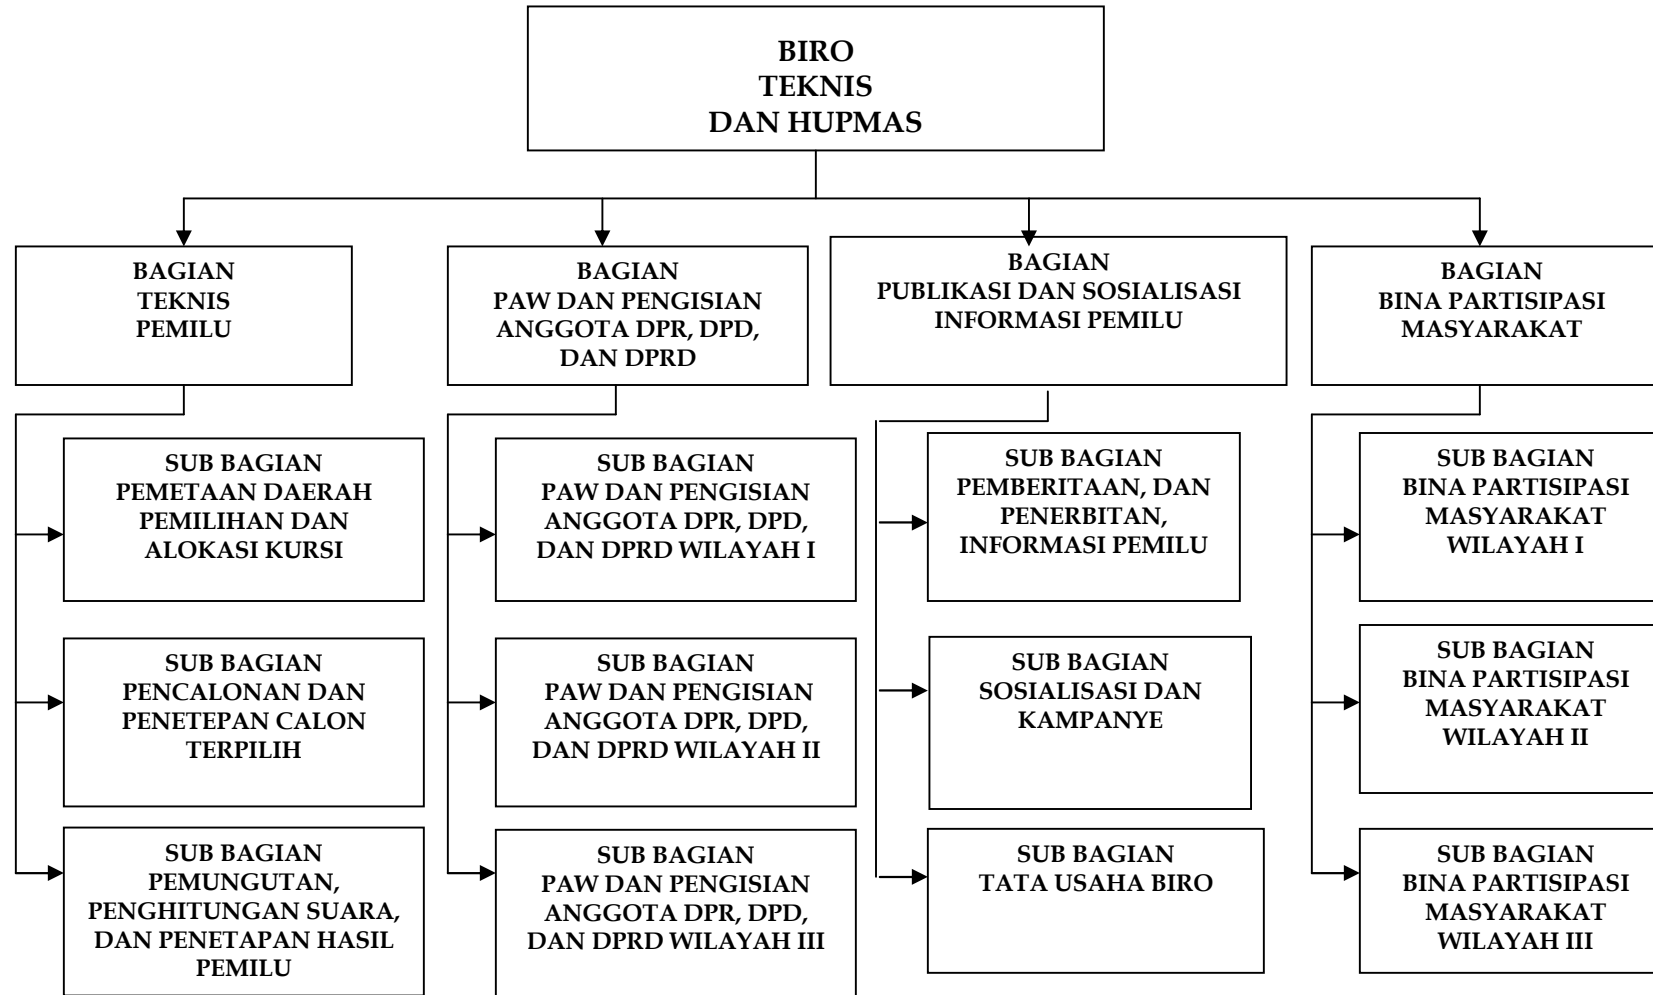 BIRO
TEKNIS
DAN HUPMAS
BAGIAN
TEKNIS
PEMILU
BAGIAN
PAW DAN PENGISIAN
ANGGOTA DPR, DPD,
DAN DPRD
BAGIAN
PUBLIKASI DAN SOSIALISASI
INFORMASI PEMILU
BAGIAN
BINA PARTISIPASI
MASYARAKAT
SUB BAGIAN
PEMETAAN DAERAH
PEMILIHAN DAN
ALOKASI KURSI
SUB BAGIAN
PAW DAN PENGISIAN
ANGGOTA DPR, DPD,
DAN DPRD WILAYAH I
SUB BAGIAN
PEMBERITAAN, DAN
PENERBITAN,
INFORMASI PEMILU
SUB BAGIAN
BINA PARTISIPASI
MASYARAKAT
WILAYAH I
SUB BAGIAN
PENCALONAN DAN
PENETEPAN CALON
TERPILIH
SUB BAGIAN
PAW DAN PENGISIAN
ANGGOTA DPR, DPD,
DAN DPRD WILAYAH II
SUB BAGIAN
SOSIALISASI DAN
KAMPANYE
SUB BAGIAN
BINA PARTISIPASI
MASYARAKAT
WILAYAH II
SUB BAGIAN
PEMUNGUTAN,
PENGHITUNGAN SUARA,
DAN PENETAPAN HASIL
PEMILU
SUB BAGIAN
PAW DAN PENGISIAN
ANGGOTA DPR, DPD,
DAN DPRD WILAYAH III
SUB BAGIAN
TATA USAHA BIRO
SUB BAGIAN
BINA PARTISIPASI
MASYARAKAT
WILAYAH III